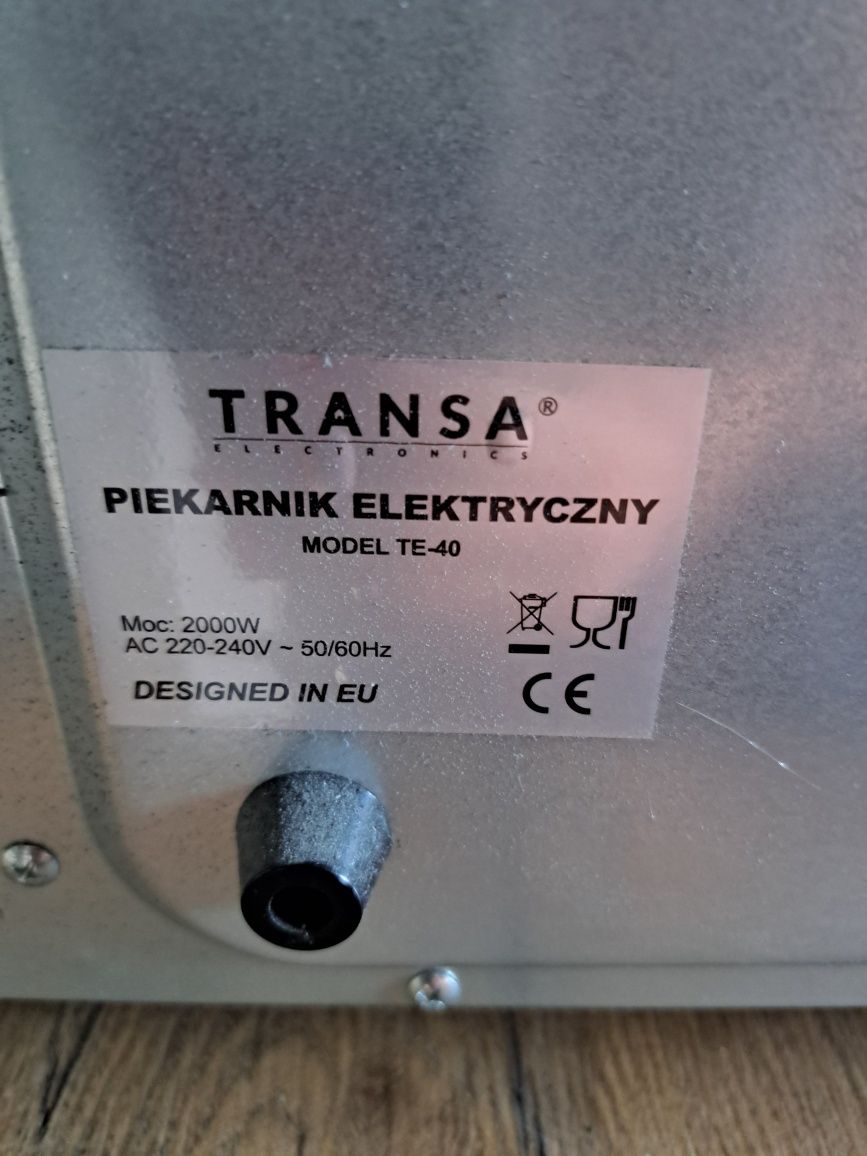 TRANSA®
ELECTRONICS
PIEKARNIK ELEKTRYCZNY
MODEL TE-40
Moc: 2000W
AC 220-240V ~ 50/60Hz
DESIGNED IN EU
CE